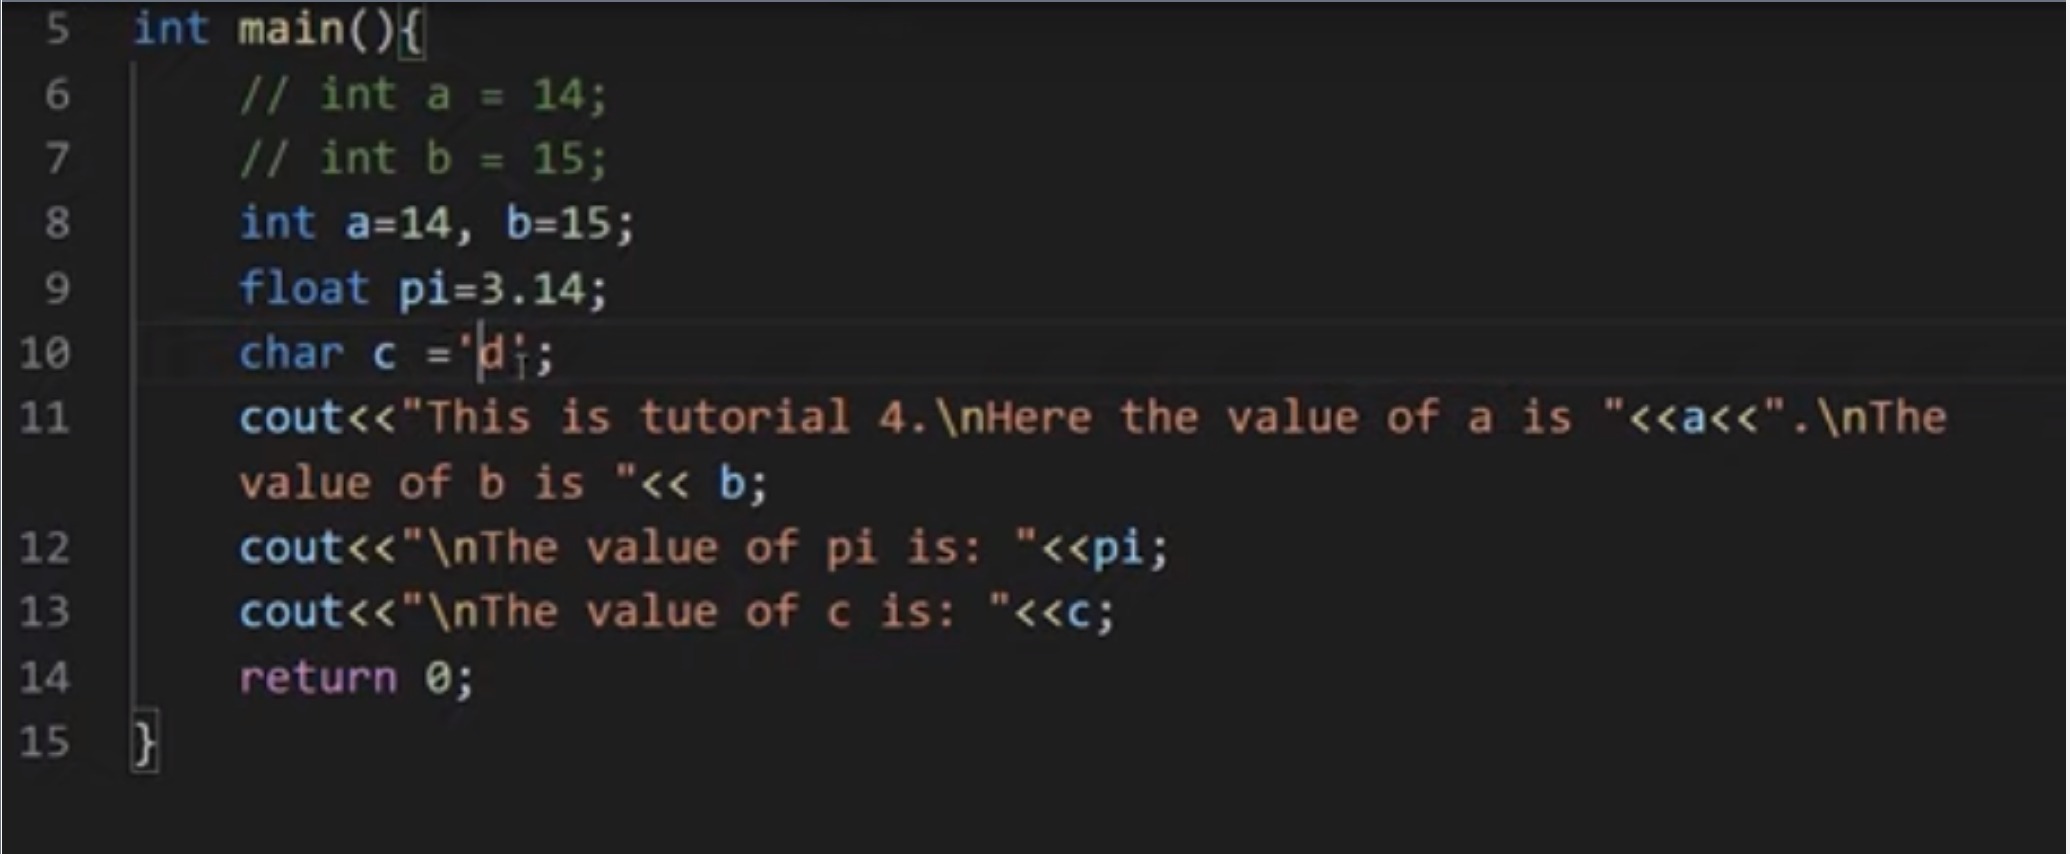 5 int main(){
6 // int a = 14;
7 // int b = 15;
8 int a=14, b=15;
9 float pi=3.14;
10 char c ='d';
11 cout<<"This is tutorial 4.\nHere the value of a is "<<a<<".\nThe
value of b is "<< b;
12 cout<<"\nThe value of pi is: "<<pi;
13 cout<<"\nThe value of c is: "<<c;
14 return 0;
15 }